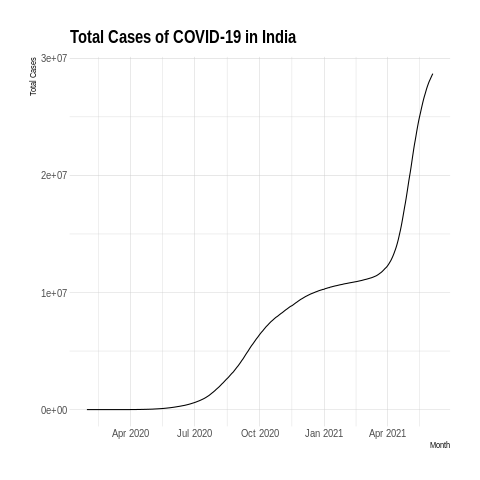 Total Cases of COVID-19 in India
Total Cases
3e+07
2e+07
1e+07
0e+00
Apr 2020 Jul 2020 Oct 2020 Jan 2021 Apr 2021
Month